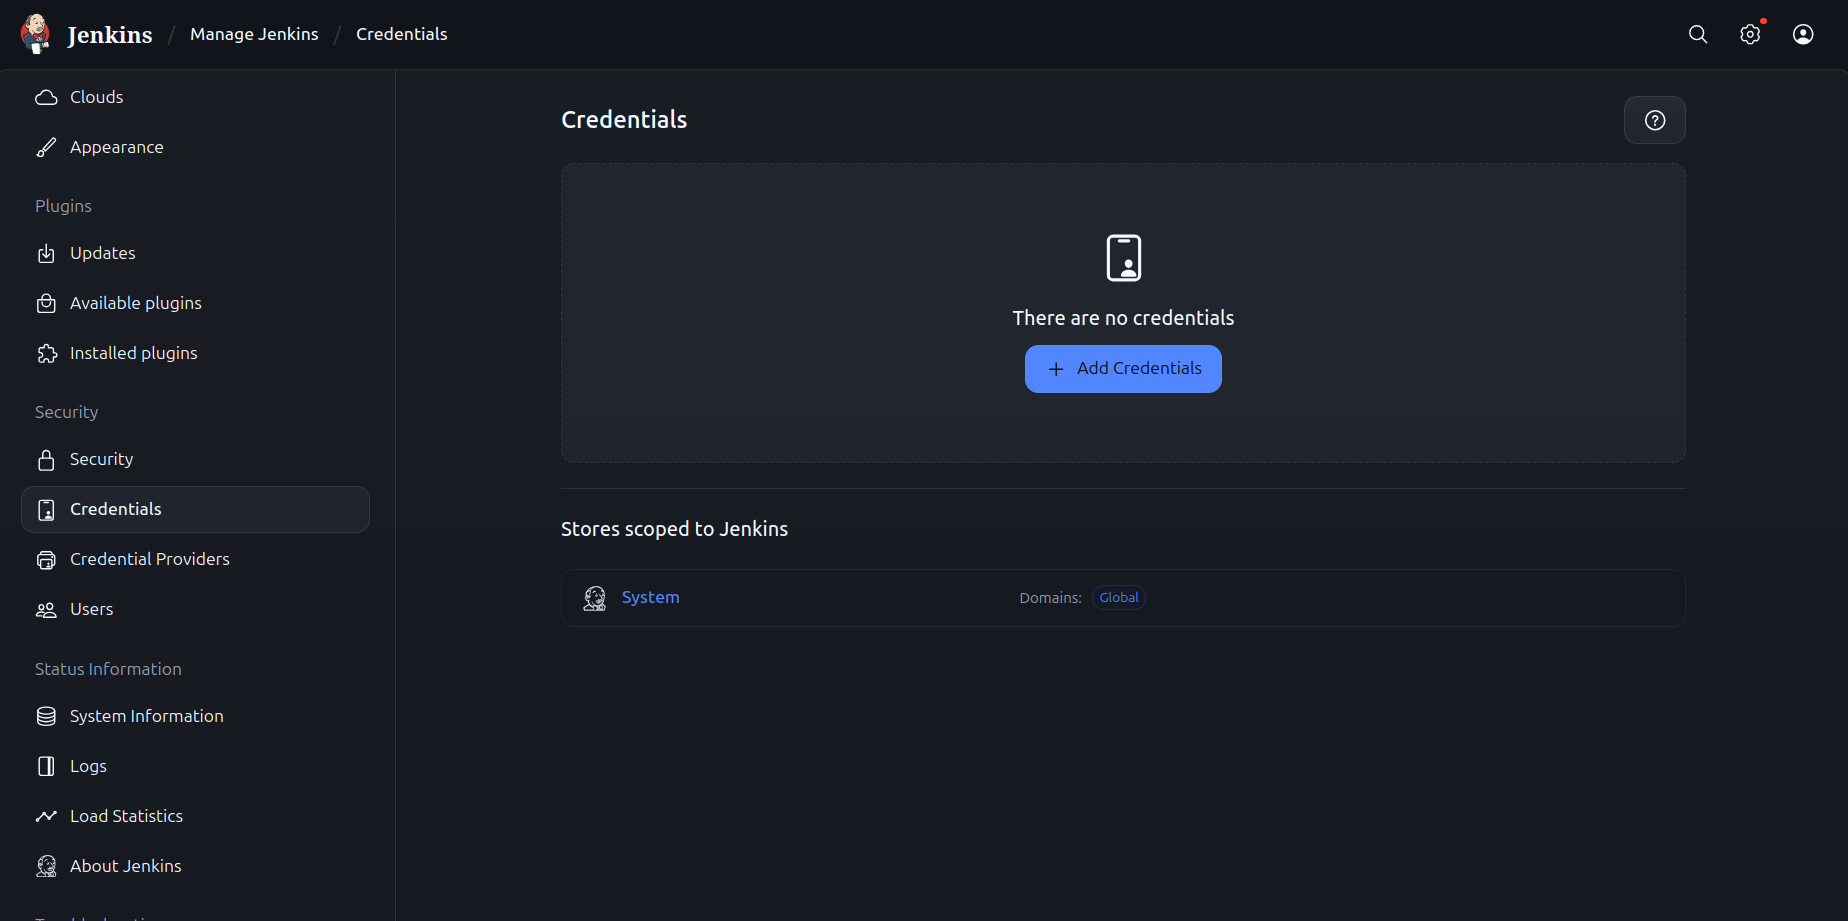 Jenkins / Manage Jenkins / Credentials
Clouds
Appearance
Plugins
Updates
Available plugins
Installed plugins
Security
Security
Credentials
Credential Providers
Users
Status Information
System Information
Logs
Load Statistics
About Jenkins
Credentials
There are no credentials
Add Credentials
Stores scoped to Jenkins
System Domains: Global